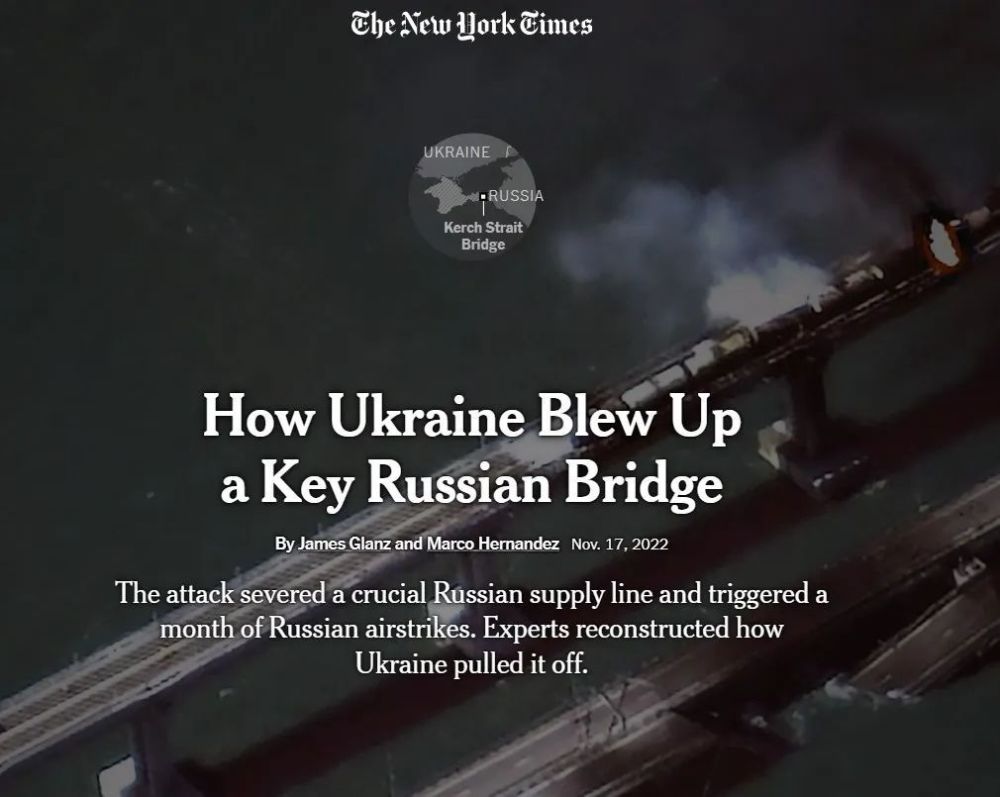 The New York Times
UKRAINE
RUSSIA
Kerch Strait
Bridge
How Ukraine Blew Up
a Key Russian Bridge
By James Glanz and Marco Hernandez Nov. 17, 2022
The attack severed a crucial Russian supply line and triggered a
month of Russian airstrikes. Experts reconstructed how
Ukraine pulled it off.